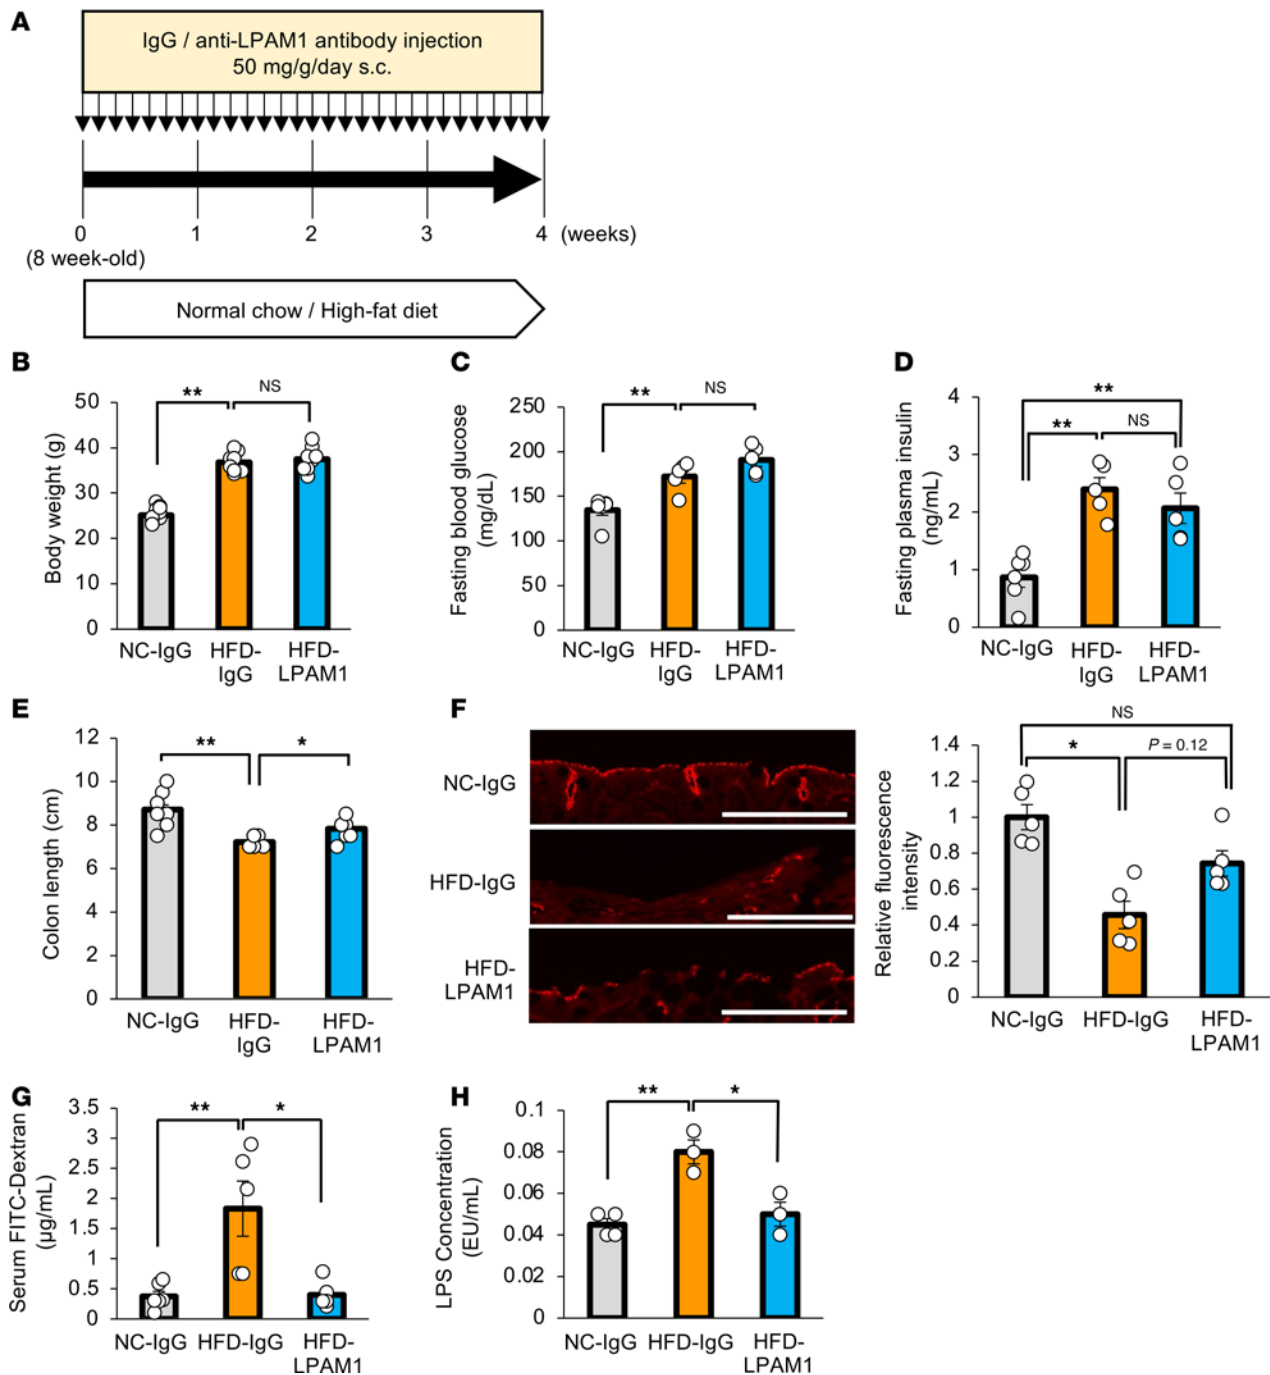 A
IgG / anti-LPAM1 antibody injection
50 mg/g/day s.c.
0 1 2 3 4 (weeks)
(8 week-old)
Normal chow / High-fat diet
B
Body weight (g)
50
40
30
20
10
0
** NS
NC-IgG HFD-IgG HFD-LPAM1
C
Fasting blood glucose
(mg/dL)
250
200
150
100
50
0
** NS
NC-IgG HFD-IgG HFD-LPAM1
D
Fasting plasma insulin
(ng/mL)
4
3
2
1
0
**
** NS
NC-IgG HFD-IgG HFD-LPAM1
E
Colon length (cm)
12
10
8
6
4
2
0
** *
NC-IgG HFD-IgG HFD-LPAM1
F
NC-IgG
HFD-IgG
HFD-LPAM1
Relative fluorescence
intensity
1.4
1.2
1
0.8
0.6
0.4
0.2
0
NS
* P = 0.12
NC-IgG HFD-IgG HFD-LPAM1
G
Serum FITC-Dextran
(µg/mL)
3.5
3
2.5
2
1.5
1
0.5
0
** *
NC-IgG HFD-IgG HFD-LPAM1
H
LPS Concentration
(EU/mL)
0.1
0.08
0.06
0.04
0.02
0
** *
NC-IgG HFD-IgG HFD-LPAM1